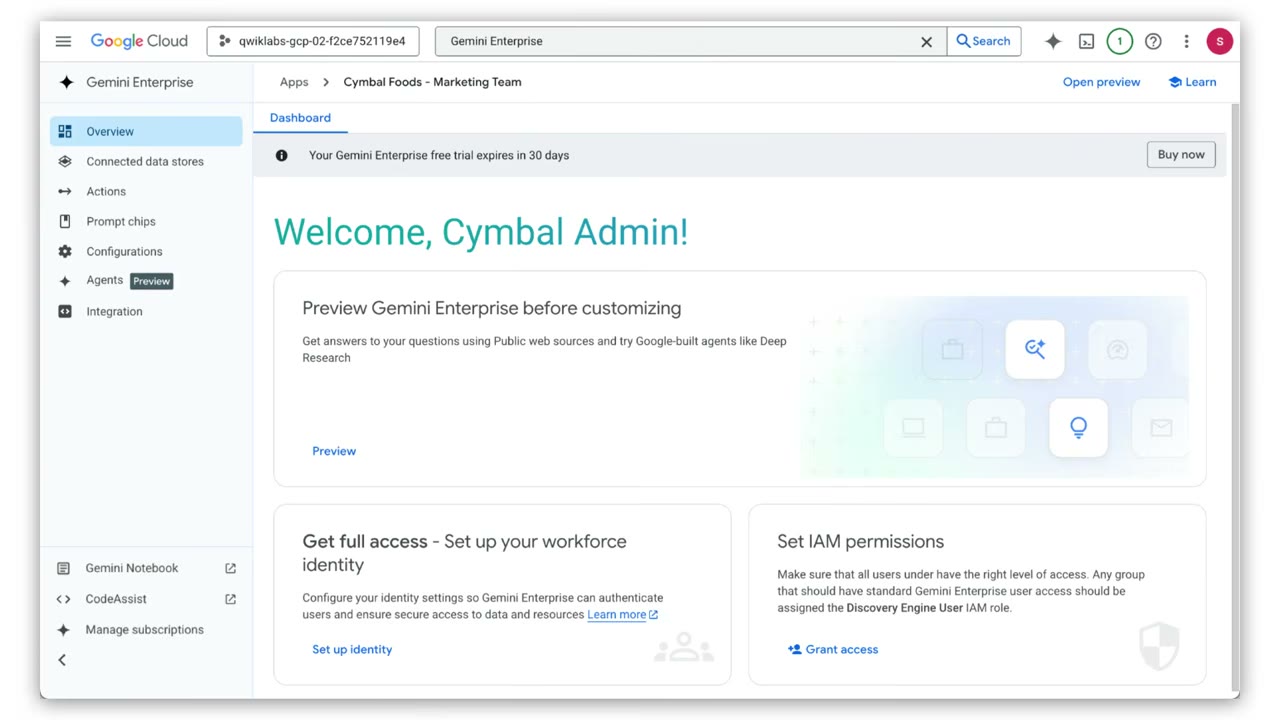 Google Cloud
qwiklabs-gcp-02-f2ce752119e4
Gemini Enterprise
Search
1
S
Gemini Enterprise
Apps
Cymbal Foods - Marketing Team
Open preview
Learn
Overview
Connected data stores
Actions
Prompt chips
Configurations
Agents Preview
Integration
Gemini Notebook
CodeAssist
Manage subscriptions
Dashboard
Your Gemini Enterprise free trial expires in 30 days
Buy now
Welcome, Cymbal Admin!
Preview Gemini Enterprise before customizing
Get answers to your questions using Public web sources and try Google-built agents like Deep
Research
Preview
Get full access - Set up your workforce
identity
Configure your identity settings so Gemini Enterprise can authenticate
users and ensure secure access to data and resources Learn more
Set up identity
Set IAM permissions
Make sure that all users under have the right level of access. Any group
that should have standard Gemini Enterprise user access should be
assigned the Discovery Engine User IAM role.
Grant access